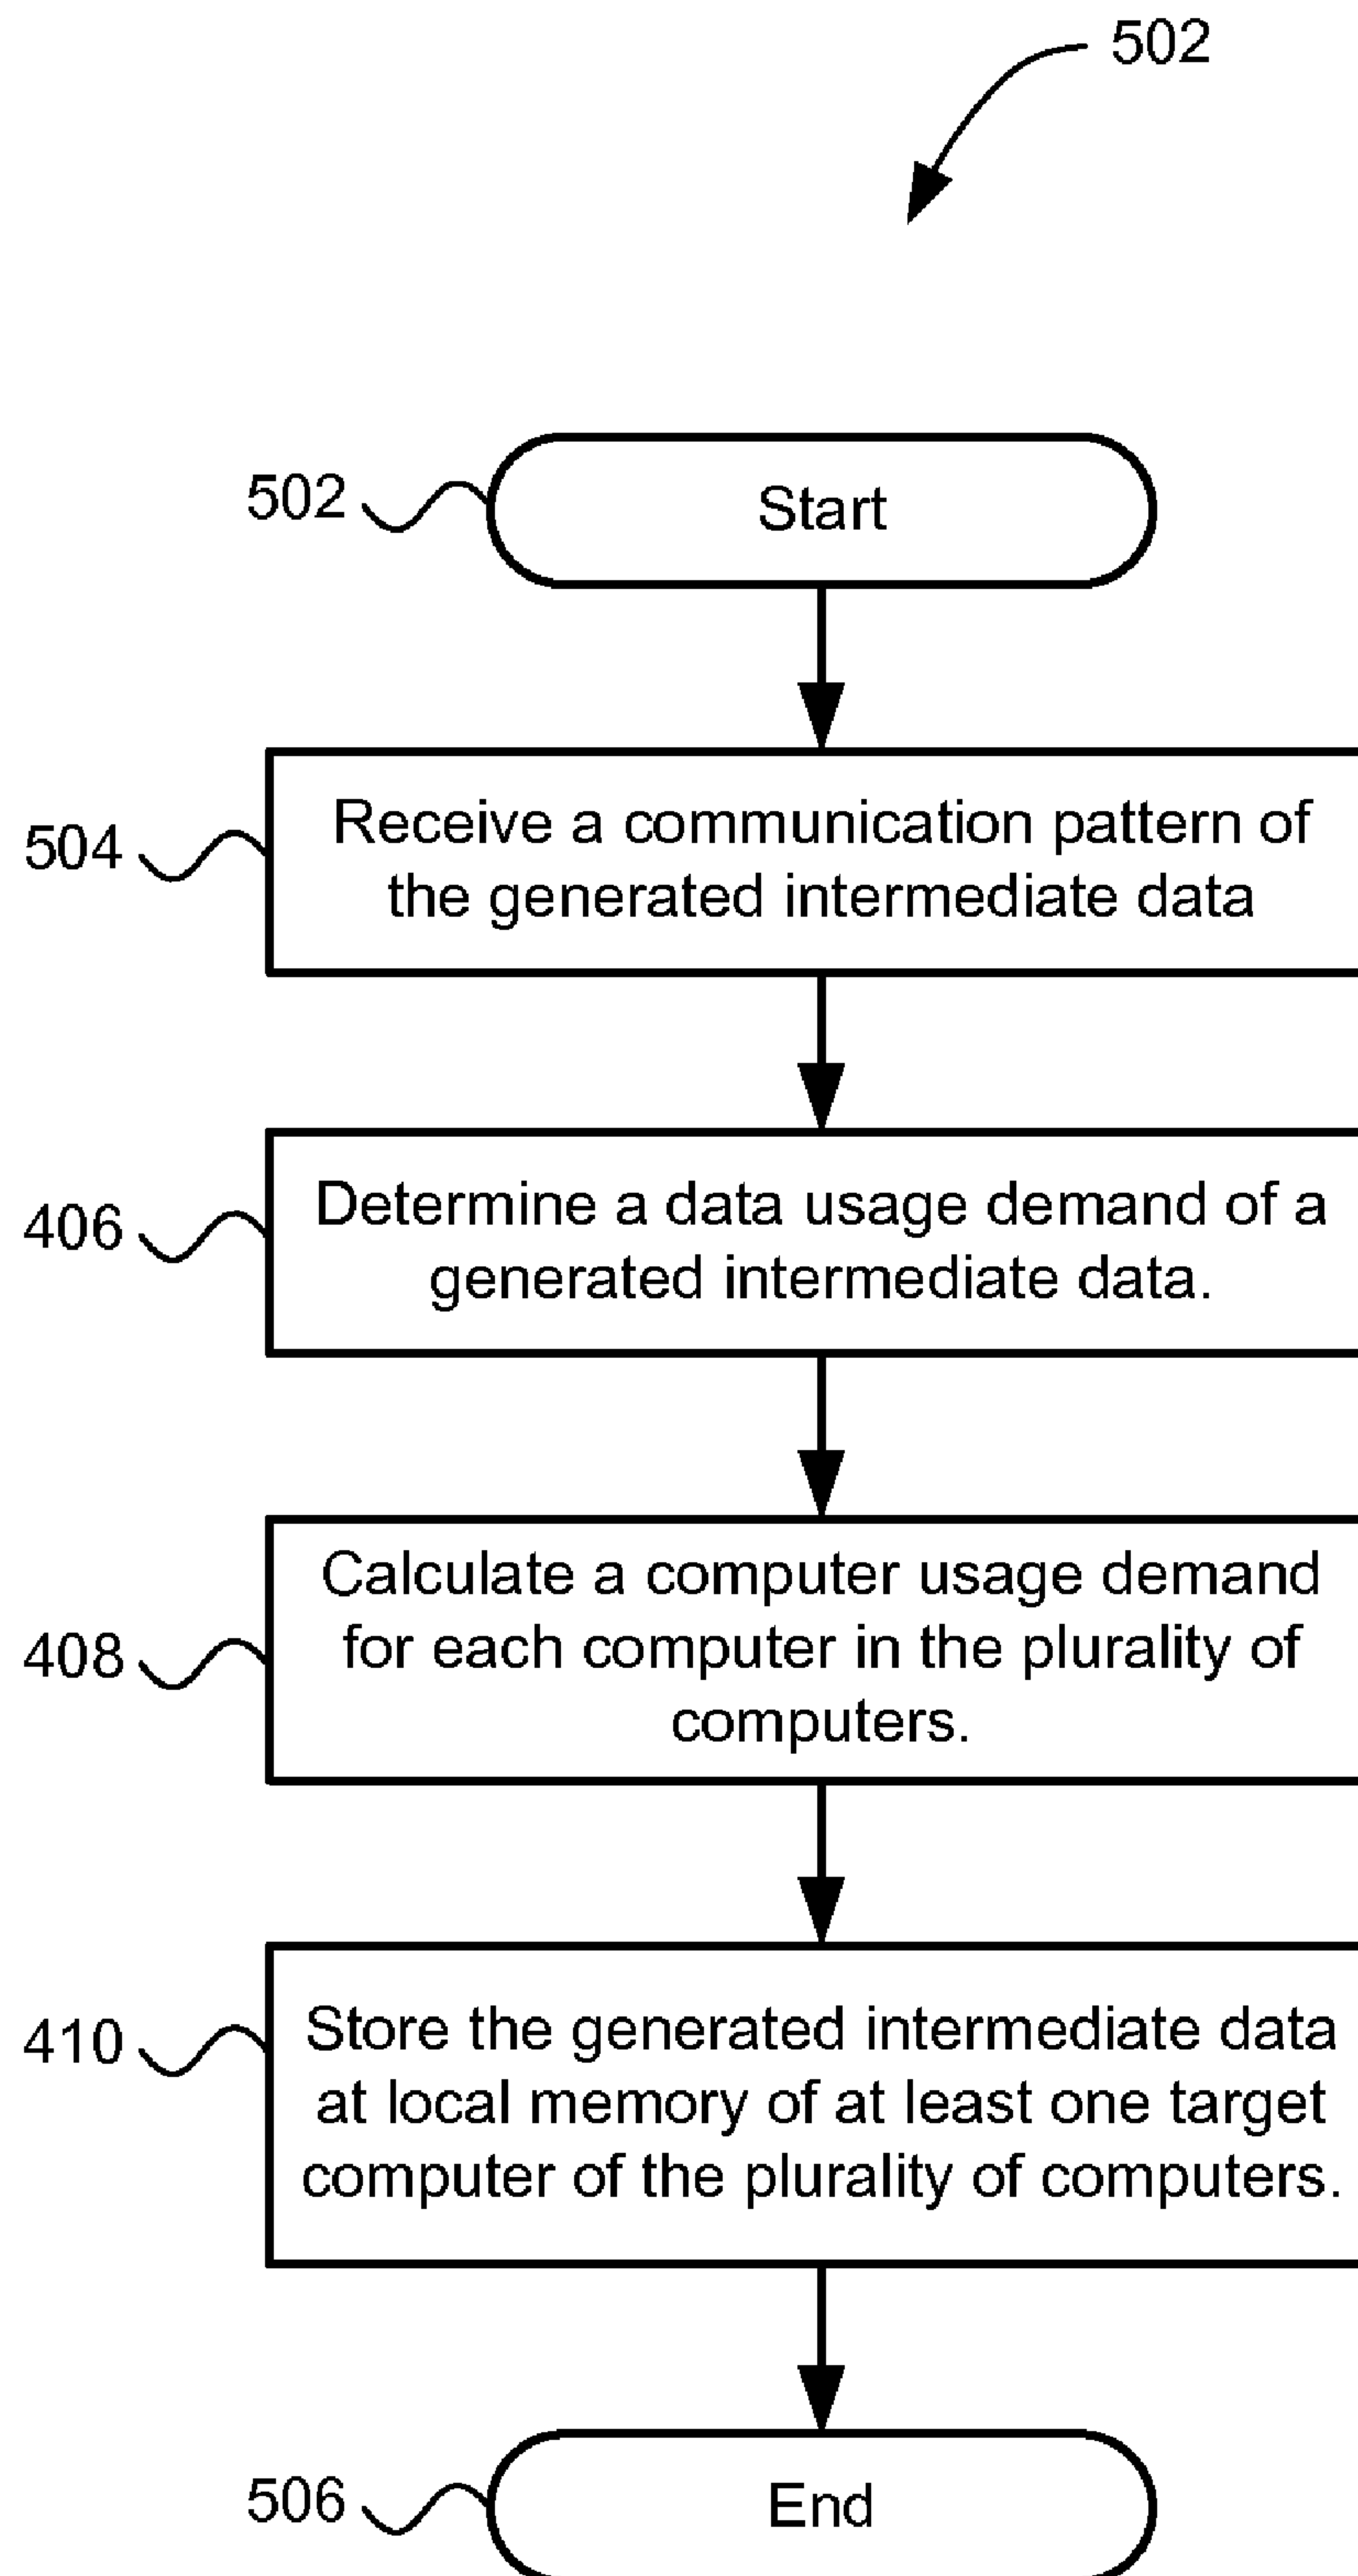 502
502
Start
504
Receive a communication pattern of
the generated intermediate data
406
Determine a data usage demand of a
generated intermediate data.
408
Calculate a computer usage demand
for each computer in the plurality of
computers.
410
Store the generated intermediate data
at local memory of at least one target
computer of the plurality of computers.
506
End